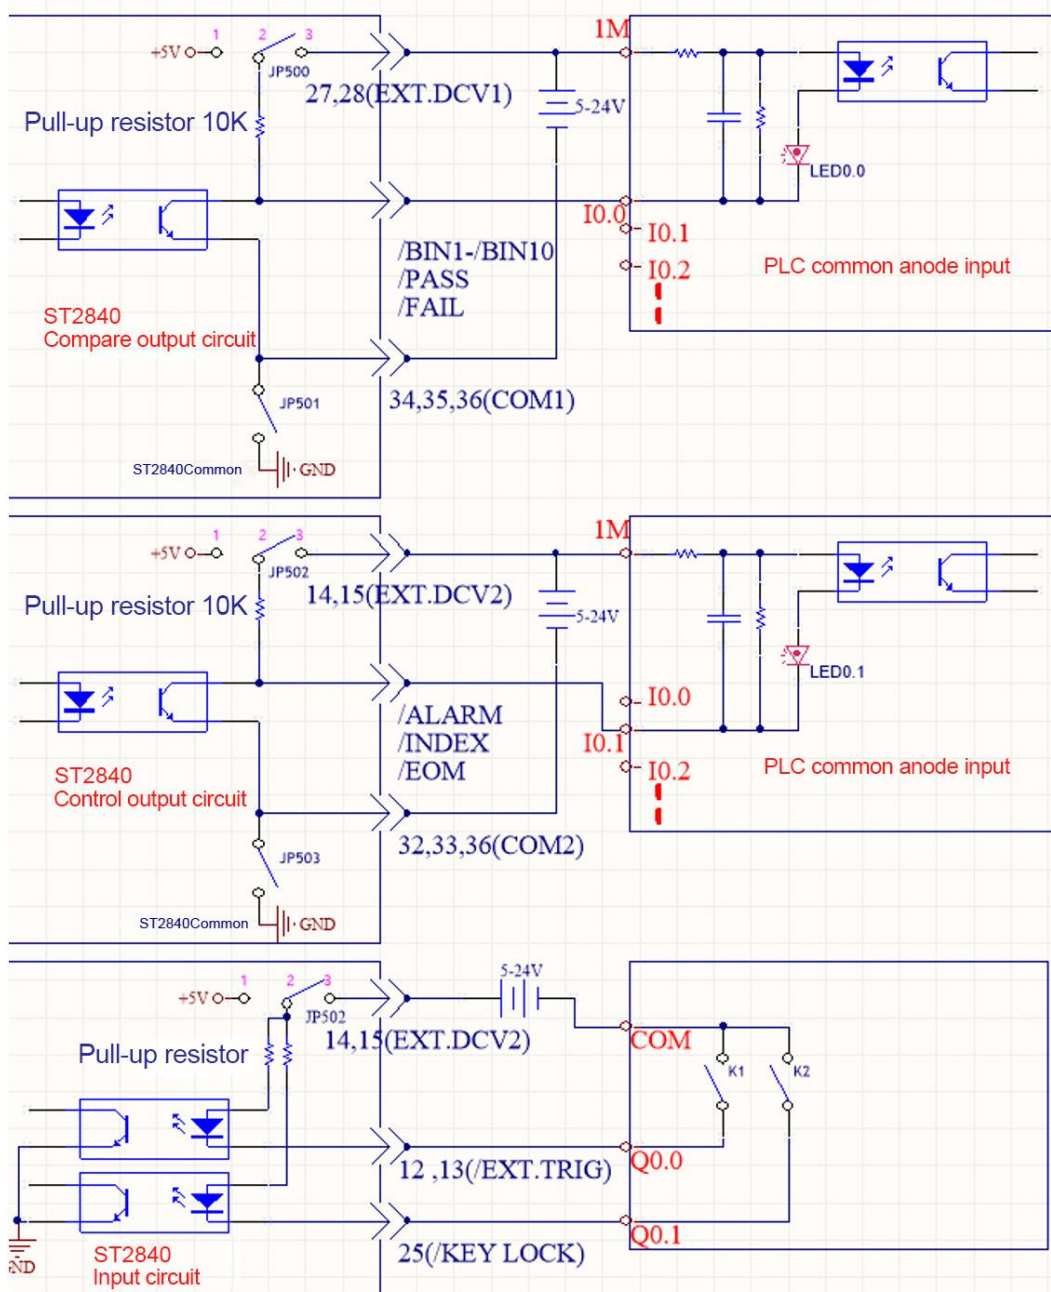 1M
1 2 3
+5V
JP500
27,28(EXT.DCV1)
5-24V
Pull-up resistor 10K
LED0.0
I0.0
I0.1
I0.2
/BIN1-/BIN10
/PASS
/FAIL
PLC common anode input
ST2840
Compare output circuit
34,35,36(COM1)
JP501
ST2840Common
GND
1M
1 2 3
+5V
JP502
14,15(EXT.DCV2)
5-24V
Pull-up resistor 10K
LED0.1
I0.0
I0.1
I0.2
/ALARM
/INDEX
/EOM
PLC common anode input
ST2840
Control output circuit
32,33,36(COM2)
JP503
ST2840Common
GND
5-24V
1 2 3
+5V
JP502
14,15(EXT.DCV2)
COM
Pull-up resistor
K1
K2
12 ,13(/EXT.TRIG)
Q0.0
Q0.1
25(/KEY LOCK)
ST2840
Input circuit
ND